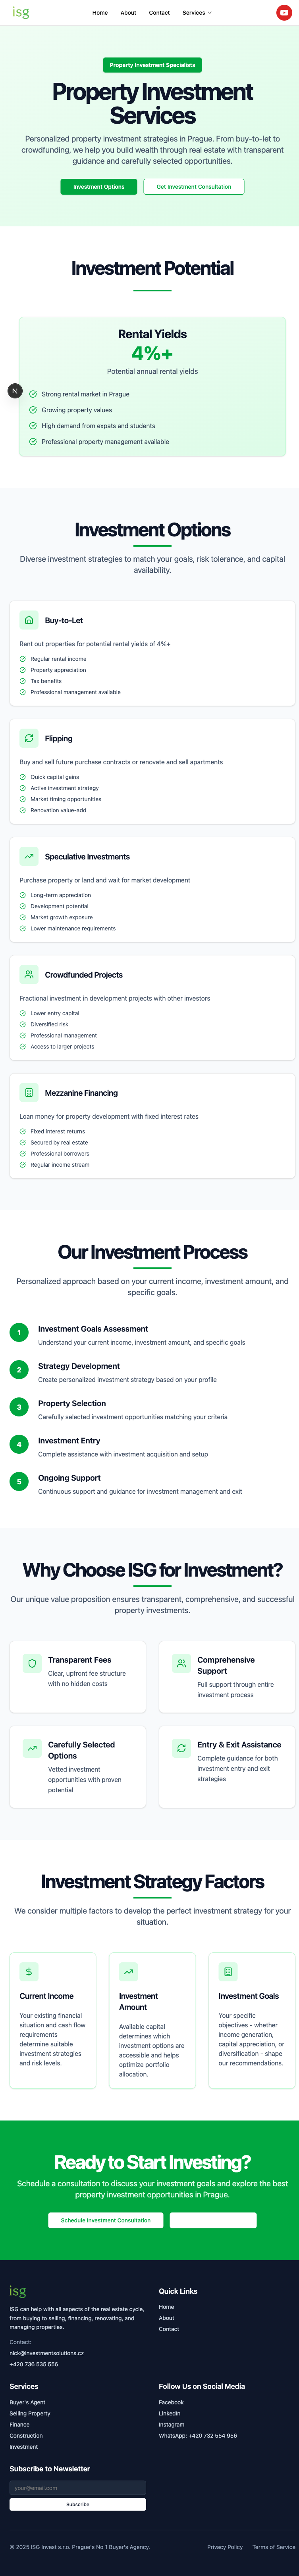 isg
Home
About
Contact
Services
Property Investment Specialists
Property Investment
Services
Personalized property investment strategies in Prague. From buy-to-let to
crowdfunding, we help you build wealth through real estate with transparent
guidance and carefully selected opportunities.
Investment Options
Get Investment Consultation
Investment Potential
Rental Yields
4%+
Potential annual rental yields
N
Strong rental market in Prague
Growing property values
High demand from expats and students
Professional property management available
Investment Options
Diverse investment strategies to match your goals, risk tolerance, and capital
availability.
Buy-to-Let
Rent out properties for potential rental yields of 4%+
Regular rental income
Property appreciation
Tax benefits
Professional management available
Flipping
Buy and sell future purchase contracts or renovate and sell apartments
Quick capital gains
Active investment strategy
Market timing opportunities
Renovation value-add
Speculative Investments
Purchase property or land and wait for market development
Long-term appreciation
Development potential
Market growth exposure
Lower maintenance requirements
Crowdfunded Projects
Fractional investment in development projects with other investors
Lower entry capital
Diversified risk
Professional management
Access to larger projects
Mezzanine Financing
Loan money for property development with fixed interest rates
Fixed interest returns
Secured by real estate
Professional borrowers
Regular income stream
Our Investment Process
Personalized approach based on your current income, investment amount, and
specific goals.
1
Investment Goals Assessment
Understand your current income, investment amount, and specific goals
2
Strategy Development
Create personalized investment strategy based on your profile
3
Property Selection
Carefully selected investment opportunities matching your criteria
4
Investment Entry
Complete assistance with investment acquisition and setup
5
Ongoing Support
Continuous support and guidance for investment management and exit
Why Choose ISG for Investment?
Our unique value proposition ensures transparent, comprehensive, and successful
property investments.
Transparent Fees
Clear, upfront fee structure
with no hidden costs
Comprehensive
Support
Full support through entire
investment process
Carefully Selected
Options
Vetted investment
opportunities with proven
potential
Entry & Exit Assistance
Complete guidance for both
investment entry and exit
strategies
Investment Strategy Factors
We consider multiple factors to develop the perfect investment strategy for your
situation.
Current Income
Your existing financial
situation and cash flow
requirements
determine suitable
investment strategies
and risk levels.
Investment
Amount
Available capital
determines which
investment options are
accessible and helps
optimize portfolio
allocation.
Investment Goals
Your specific
objectives - whether
income generation,
capital appreciation, or
diversification - shape
our recommendations.
Ready to Start Investing?
Schedule a consultation to discuss your investment goals and explore the best
property investment opportunities in Prague.
Schedule Investment Consultation
isg
ISG can help with all aspects of the real estate cycle,
from buying to selling, financing, renovating, and
managing properties.
Contact:
nick@investmentsolutions.cz
+420 736 535 556
Quick Links
Home
About
Contact
Services
Buyer's Agent
Selling Property
Finance
Construction
Investment
Follow Us on Social Media
Facebook
LinkedIn
Instagram
WhatsApp: +420 732 554 956
Subscribe to Newsletter
your@email.com
Subscribe
© 2025 ISG Invest s.r.o. Prague's No 1 Buyer's Agency.
Privacy Policy
Terms of Service